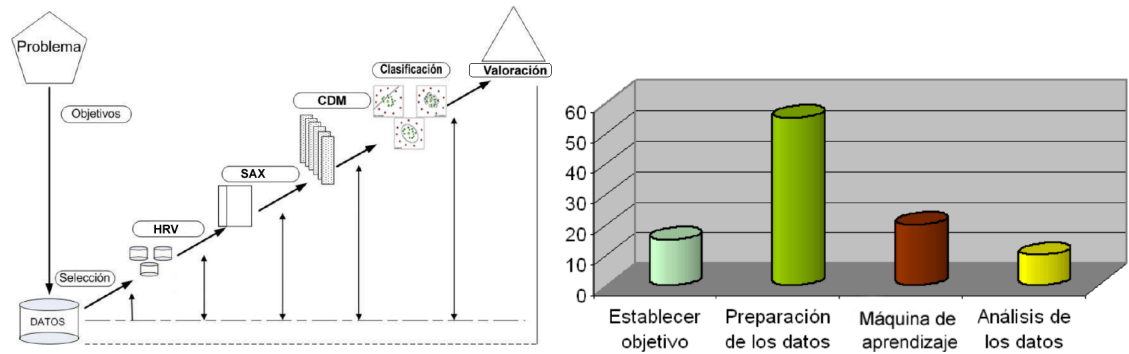 Problema
Objetivos
Selección
DATOS
HRV
SAX
CDM
Clasificación
Valoración
60
50
40
30
20
10
0
Establecer
objetivo
Preparación
de los datos
Máquina de
aprendizaje
Análisis de
los datos